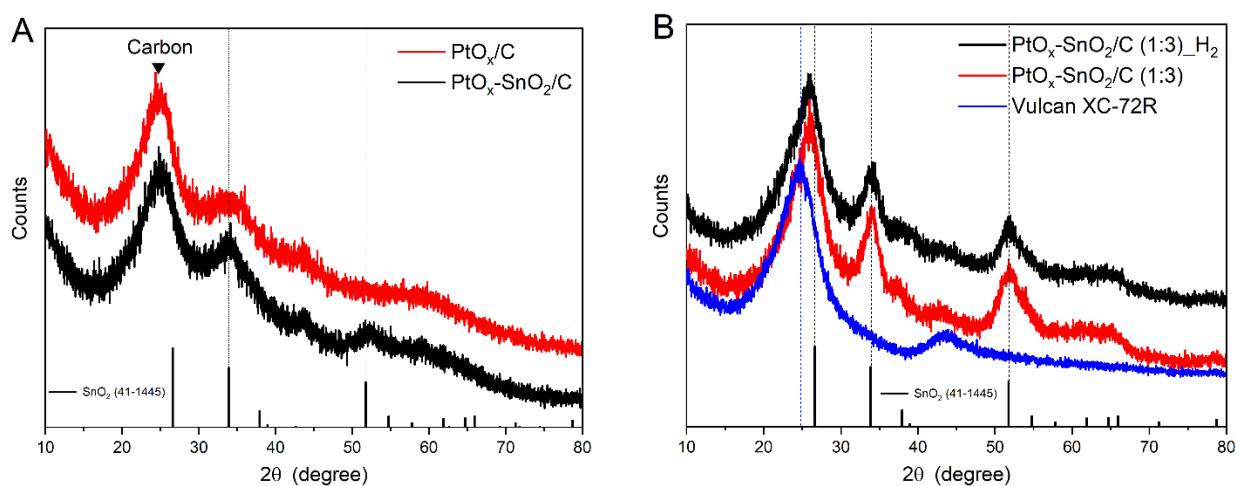 A
Carbon
PtOₓ/C
PtOₓ-SnO₂/C
Counts
SnO₂ (41-1445)
10 20 30 40 50 60 70 80
2θ (degree)
B
PtOₓ-SnO₂/C (1:3)_H₂
PtOₓ-SnO₂/C (1:3)
Vulcan XC-72R
Counts
SnO₂ (41-1445)
10 20 30 40 50 60 70 80
2θ (degree)